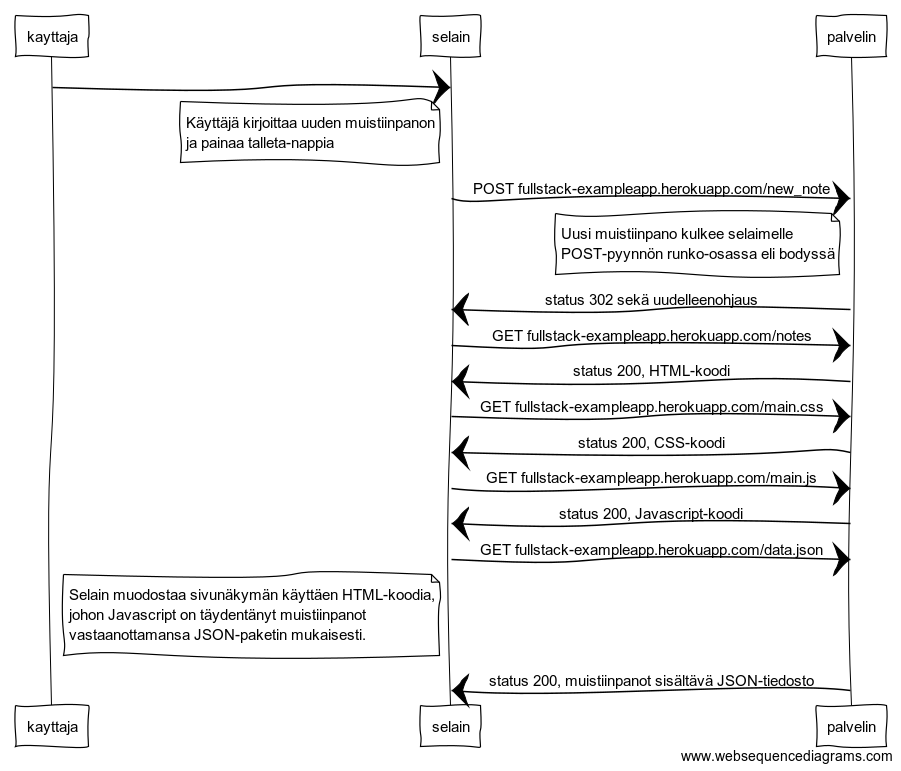 kayttaja
selain
palvelin
Käyttäjä kirjoittaa uuden muistiinpanon
ja painaa talleta-nappia
POST fullstack-exampleapp.herokuapp.com/new_note
Uusi muistiinpano kulkee selaimelle
POST-pyynnön runko-osassa eli bodyssä
status 302 sekä uudelleenohjaus
GET fullstack-exampleapp.herokuapp.com/notes
status 200, HTML-koodi
GET fullstack-exampleapp.herokuapp.com/main.css
status 200, CSS-koodi
GET fullstack-exampleapp.herokuapp.com/main.js
status 200, Javascript-koodi
GET fullstack-exampleapp.herokuapp.com/data.json
Selain muodostaa sivunäkymän käyttäen HTML-koodia,
johon Javascript on täydentänyt muistiinpanot
vastaanottamansa JSON-paketin mukaisesti.
status 200, muistiinpanot sisältävä JSON-tiedosto
kayttaja
selain
palvelin
www.websequencediagrams.com